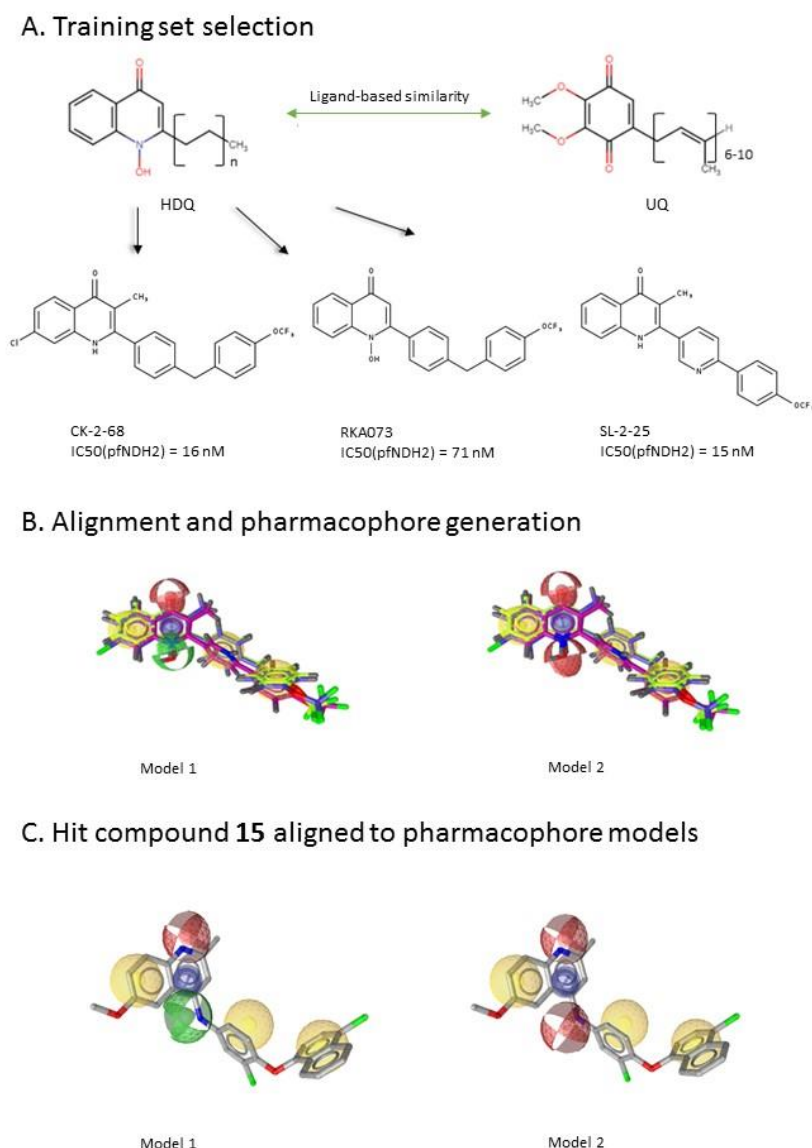 A. Training set selection
O
O
Ligand-based similarity
H₃C
O
H₃C
O
H
N
CH₃
n
6-10
OH
O
CH₃
HDQ
UQ
O
CH₃
O
O
CH₃
Cl
N
H
OCF₃
N
OH
OCF₃
N
H
N
OCF₃
CK-2-68
IC50(pfNDH2) = 16 nM
RKA073
IC50(pfNDH2) = 71 nM
SL-2-25
IC50(pfNDH2) = 15 nM
B. Alignment and pharmacophore generation
Model 1
Model 2
C. Hit compound 15 aligned to pharmacophore models
Model 1
Model 2